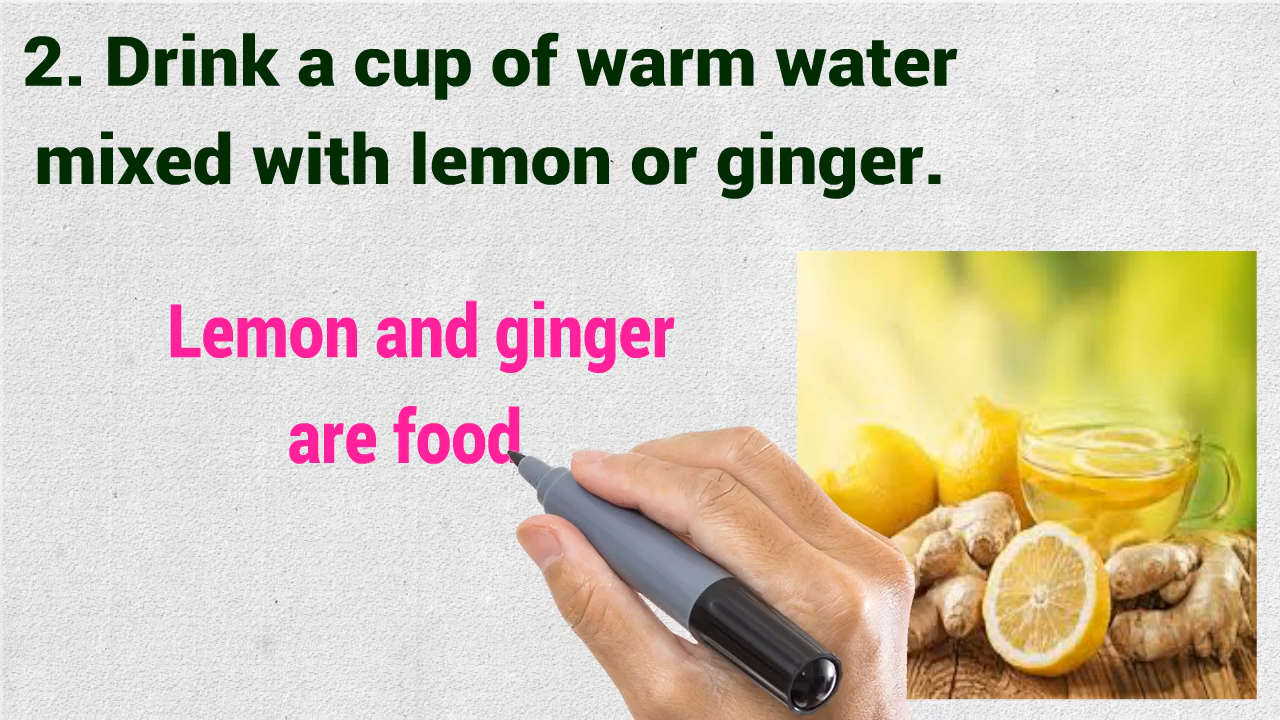 2. Drink a cup of warm water
mixed with lemon or ginger.
Lemon and ginger
are food